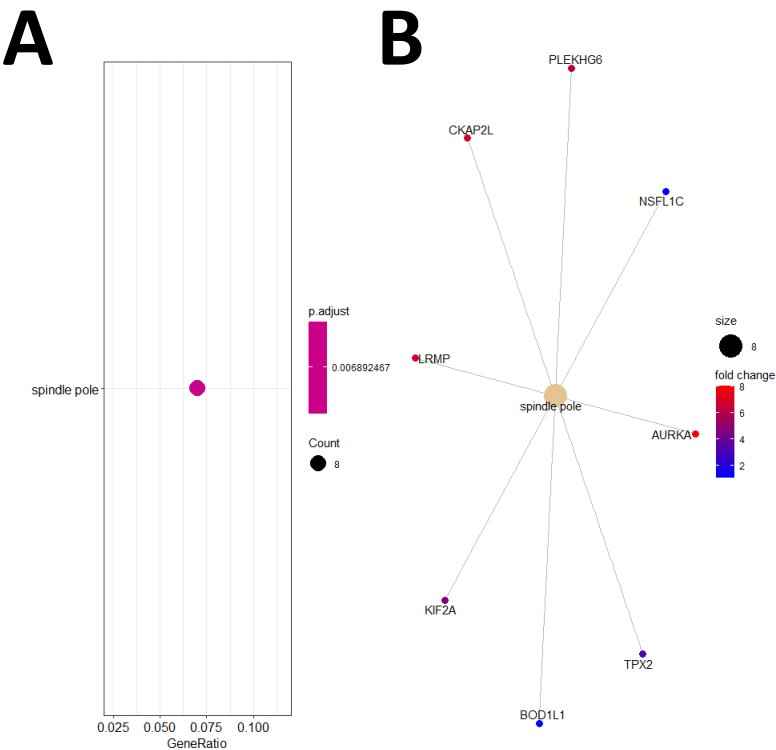 A
spindle pole
0.025 0.050 0.075 0.100
GeneRatio
p.adjust
0.006892467
Count
8
B
PLEKHG6
CKAP2L
NSFL1C
LRMP
spindle pole
AURKA
KIF2A
TPX2
BOD1L1
size
8
fold change
8
6
4
2